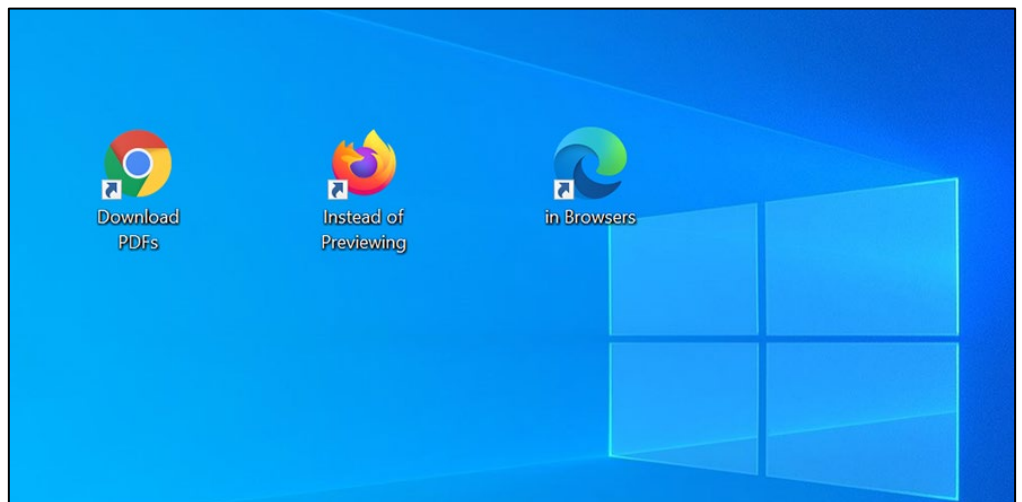 Download
PDFs
Instead of
Previewing
in Browsers